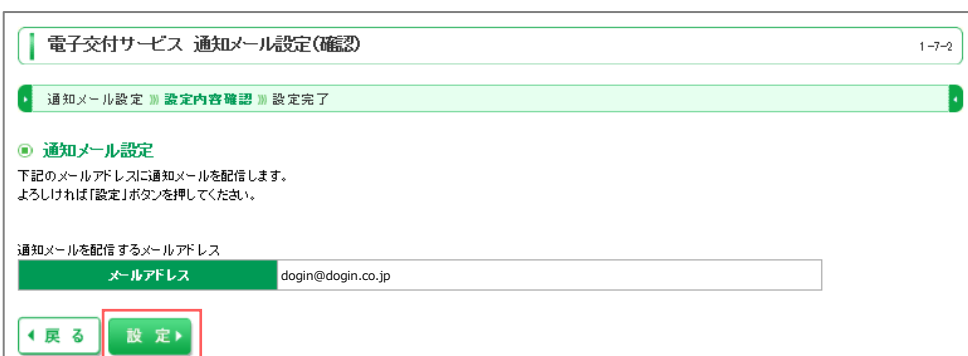 電子交付サービス 通知メール設定(確認)
1-7-2
通知メール設定 》》 設定内容確認 》》 設定完了
通知メール設定
下記のメールアドレスに通知メールを配信します。
よろしければ「設定」ボタンを押してください。
通知メールを配信するメールアドレス
メールアドレス dogin@dogin.co.jp
戻る 設定